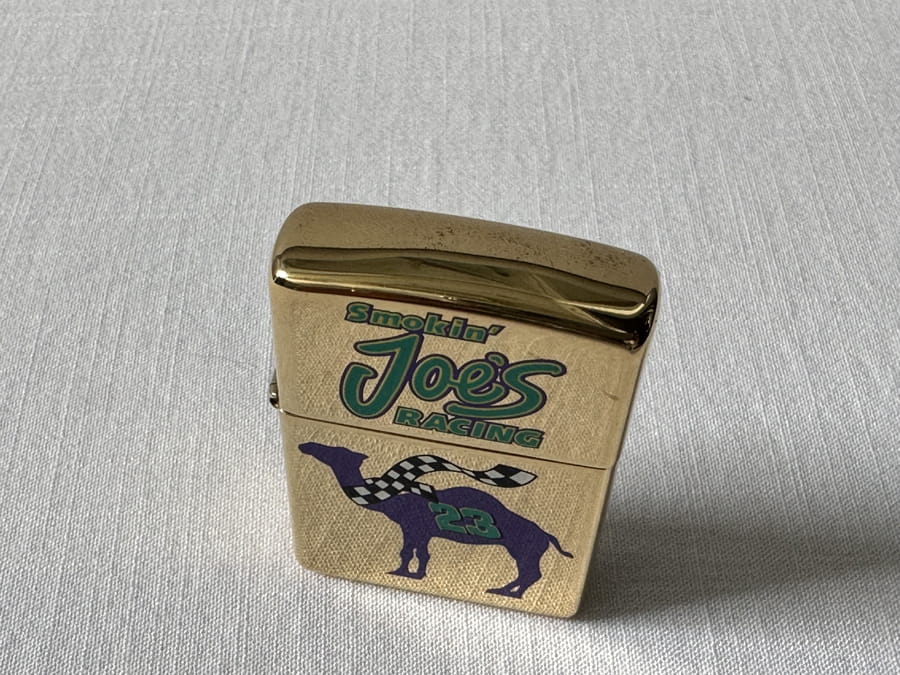 Smokin'
Joe's
RACING
23